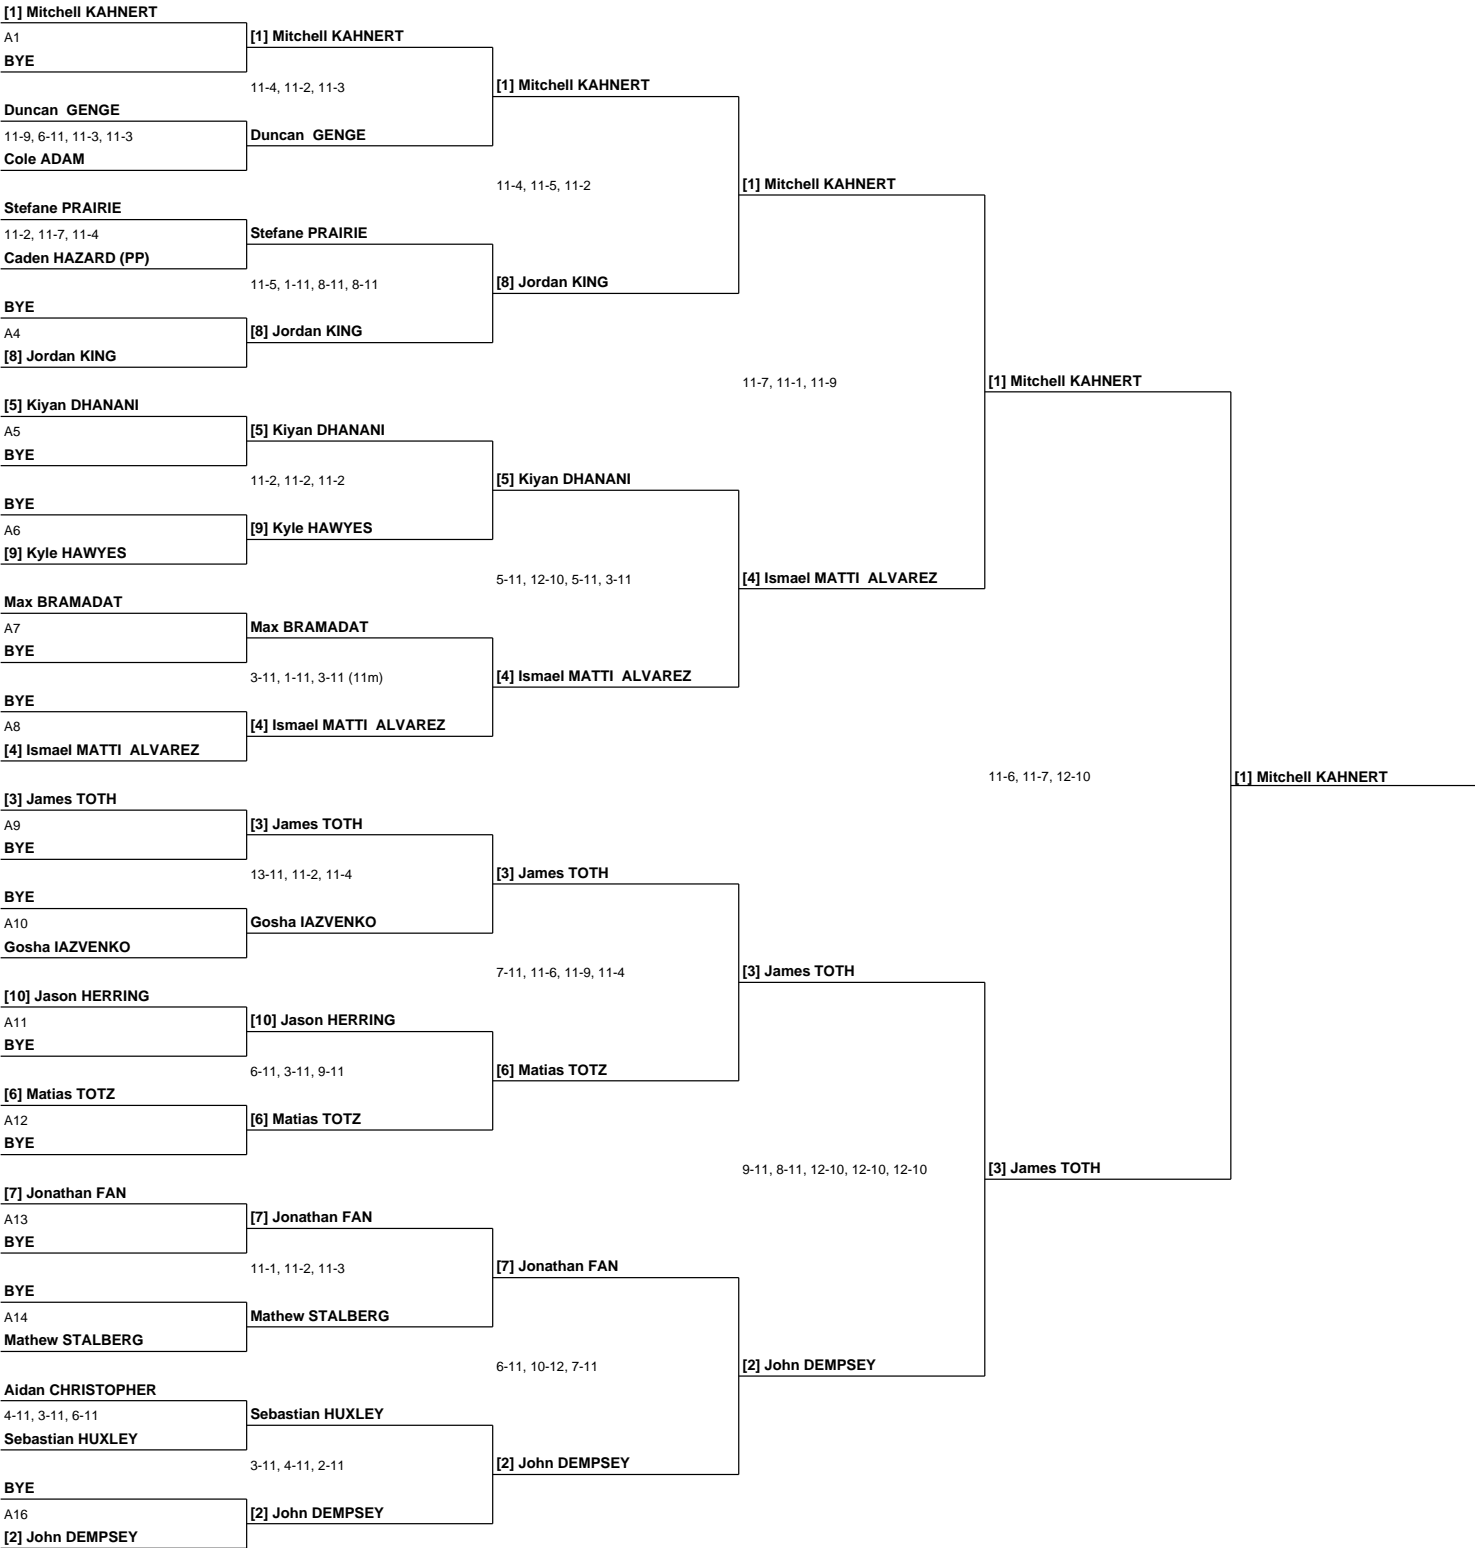 [1] Mitchell KAHNERT
A1
BYE
Duncan  GENGE
11-9, 6-11, 11-3, 11-3
Cole ADAM
Stefane PRAIRIE
11-2, 11-7, 11-4
Caden HAZARD (PP)
BYE
A4
[8] Jordan KING
[5] Kiyan DHANANI
A5
BYE
BYE
A6
[9] Kyle HAWYES
Max BRAMADAT
A7
BYE
BYE
A8
[4] Ismael MATTI  ALVAREZ
[3] James TOTH
A9
BYE
BYE
A10
Gosha IAZVENKO
[10] Jason HERRING
A11
BYE
[6] Matias TOTZ
A12
BYE
[7] Jonathan FAN
A13
BYE
BYE
A14
Mathew STALBERG
Aidan CHRISTOPHER
4-11, 3-11, 6-11
Sebastian HUXLEY
BYE
A16
[2] John DEMPSEY
[1] Mitchell KAHNERT
11-4, 11-2, 11-3
Duncan  GENGE
Stefane PRAIRIE
11-5, 1-11, 8-11, 8-11
[8] Jordan KING
[5] Kiyan DHANANI
11-2, 11-2, 11-2
[9] Kyle HAWYES
Max BRAMADAT
3-11, 1-11, 3-11 (11m)
[4] Ismael MATTI  ALVAREZ
[3] James TOTH
13-11, 11-2, 11-4
Gosha IAZVENKO
[10] Jason HERRING
6-11, 3-11, 9-11
[6] Matias TOTZ
[7] Jonathan FAN
11-1, 11-2, 11-3
Mathew STALBERG
Sebastian HUXLEY
3-11, 4-11, 2-11
[2] John DEMPSEY
[1] Mitchell KAHNERT
11-4, 11-5, 11-2
[8] Jordan KING
[5] Kiyan DHANANI
5-11, 12-10, 5-11, 3-11
[4] Ismael MATTI  ALVAREZ
[3] James TOTH
7-11, 11-6, 11-9, 11-4
[6] Matias TOTZ
[7] Jonathan FAN
6-11, 10-12, 7-11
[2] John DEMPSEY
[1] Mitchell KAHNERT
11-7, 11-1, 11-9
[4] Ismael MATTI  ALVAREZ
[3] James TOTH
9-11, 8-11, 12-10, 12-10, 12-10
[2] John DEMPSEY
[1] Mitchell KAHNERT
11-6, 11-7, 12-10
[3] James TOTH
[1] Mitchell KAHNERT